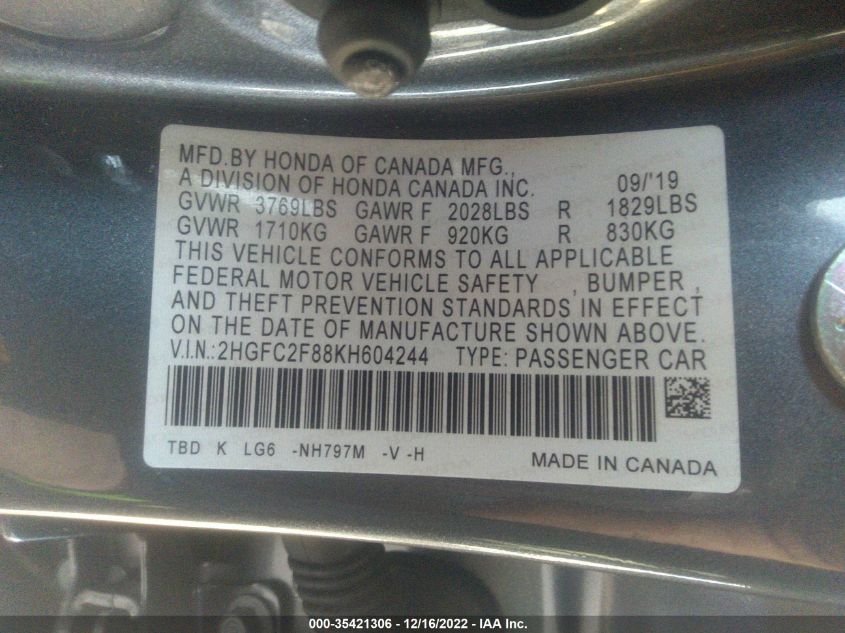 MFD.BY HONDA OF CANADA MFG.,
A DIVISION OF HONDA CANADA INC. 09/'19
GVWR 3769LBS GAWR F 2028LBS R 1829LBS
GVWR 1710KG GAWR F 920KG R 830KG
THIS VEHICLE CONFORMS TO ALL APPLICABLE
FEDERAL MOTOR VEHICLE SAFETY , BUMPER ,
AND THEFT PREVENTION STANDARDS IN EFFECT
ON THE DATE OF MANUFACTURE SHOWN ABOVE.
V.I.N.:2HGFC2F88KH604244 TYPE: PASSENGER CAR
TBD K LG6 -NH797M -V -H
MADE IN CANADA
000-35421306 - 12/16/2022 - IAA Inc.